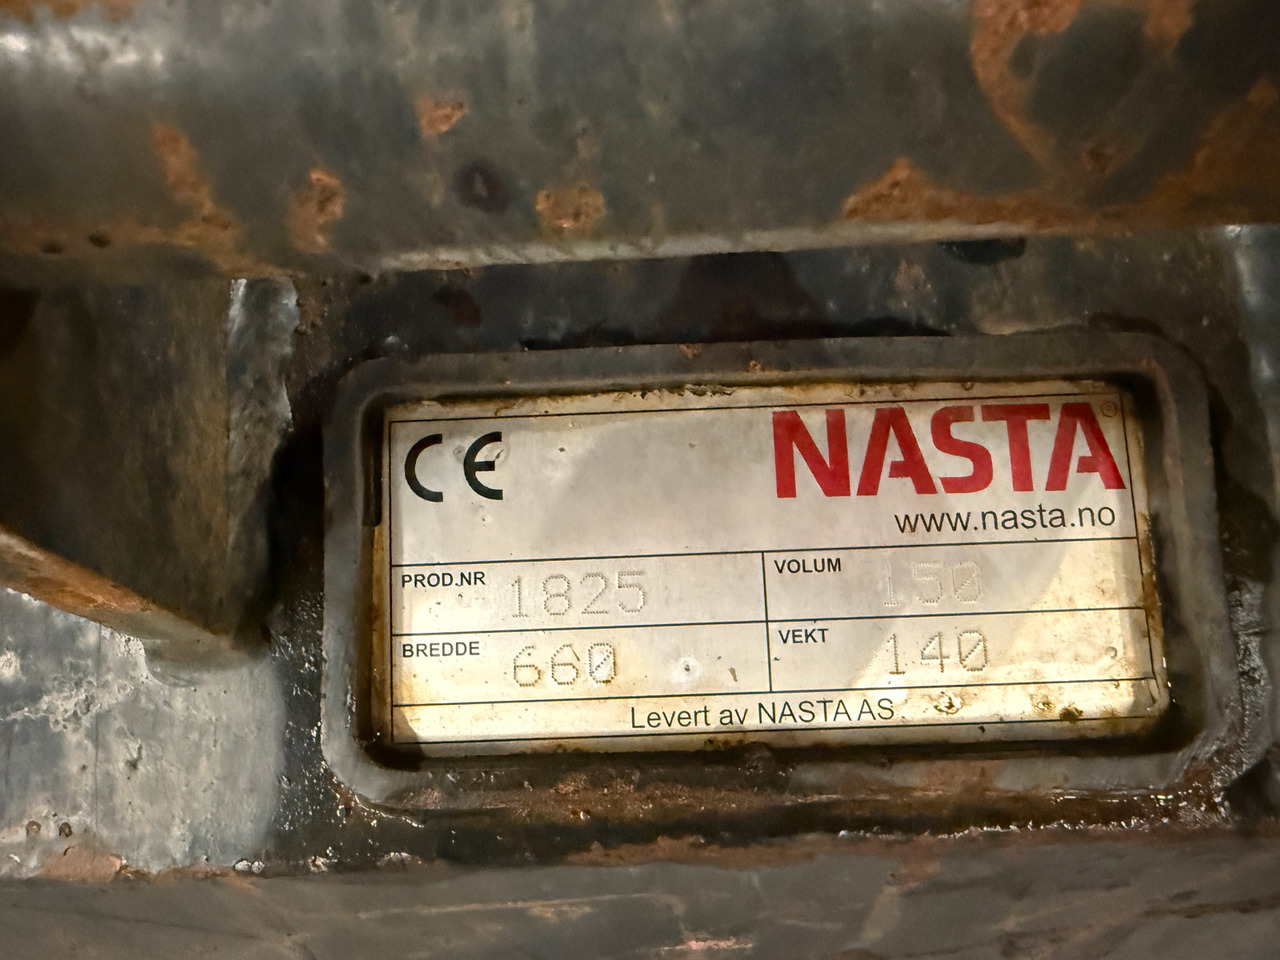 CE
NASTA
www.nasta.no
PROD.NR 1825 VOLUM 150
BREDDE 660 VEKT 140
Levert av NASTA AS